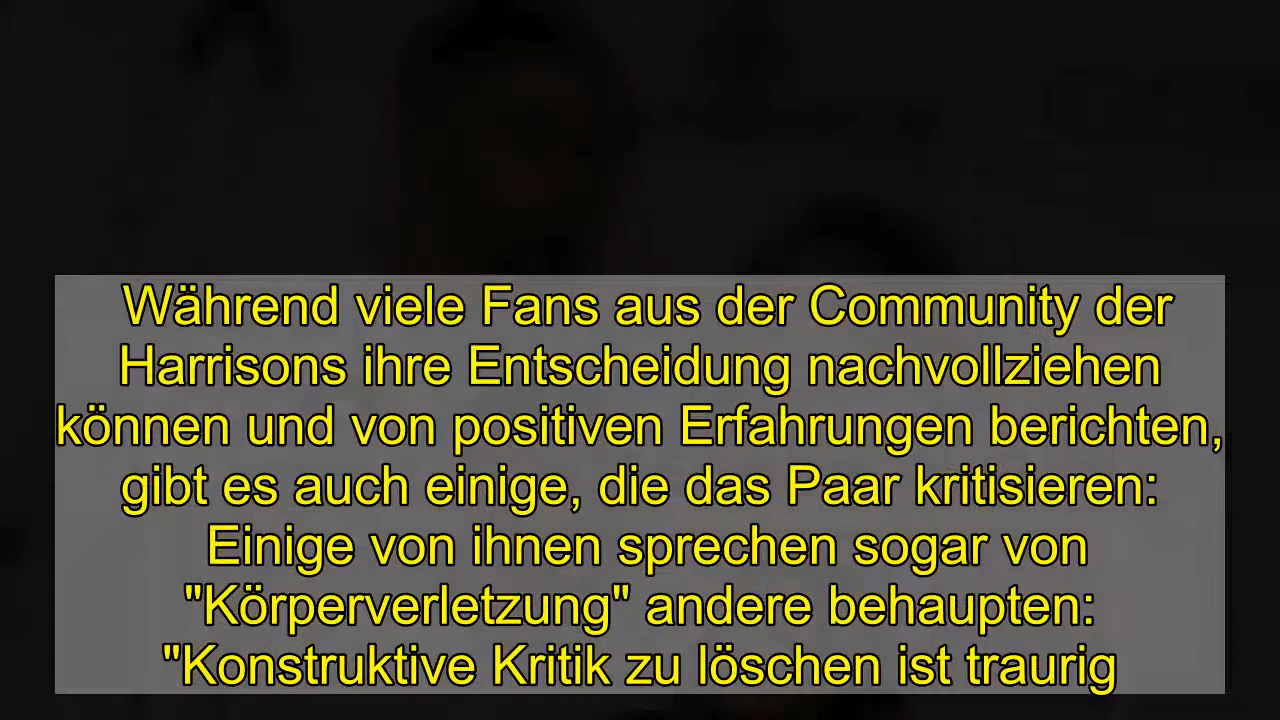 Während viele Fans aus der Community der
Harrisons ihre Entscheidung nachvollziehen
können und von positiven Erfahrungen berichten,
gibt es auch einige, die das Paar kritisieren:
Einige von ihnen sprechen sogar von
"Körperverletzung" andere behaupten:
"Konstruktive Kritik zu löschen ist traurig